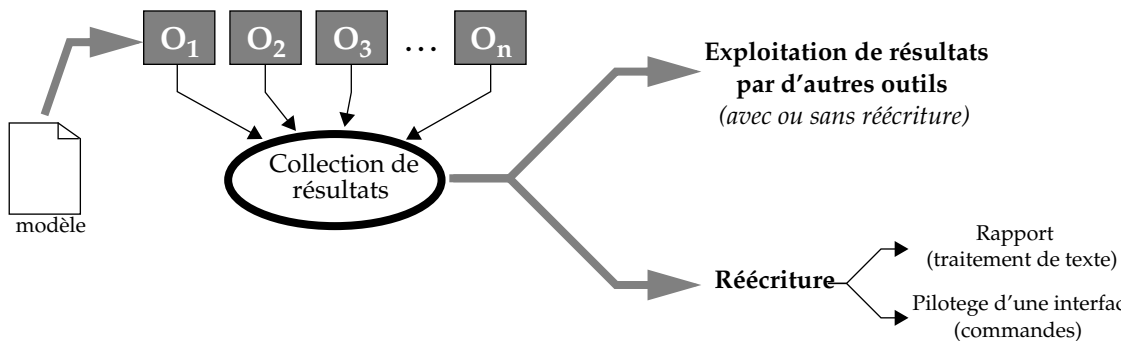 O1 O2 O3 ... On
modèle
Collection de
résultats
Exploitation de résultats
par d'autres outils
(avec ou sans réécriture)
Réécriture
Rapport
(traitement de texte)
Pilotege d'une interfac
(commandes)